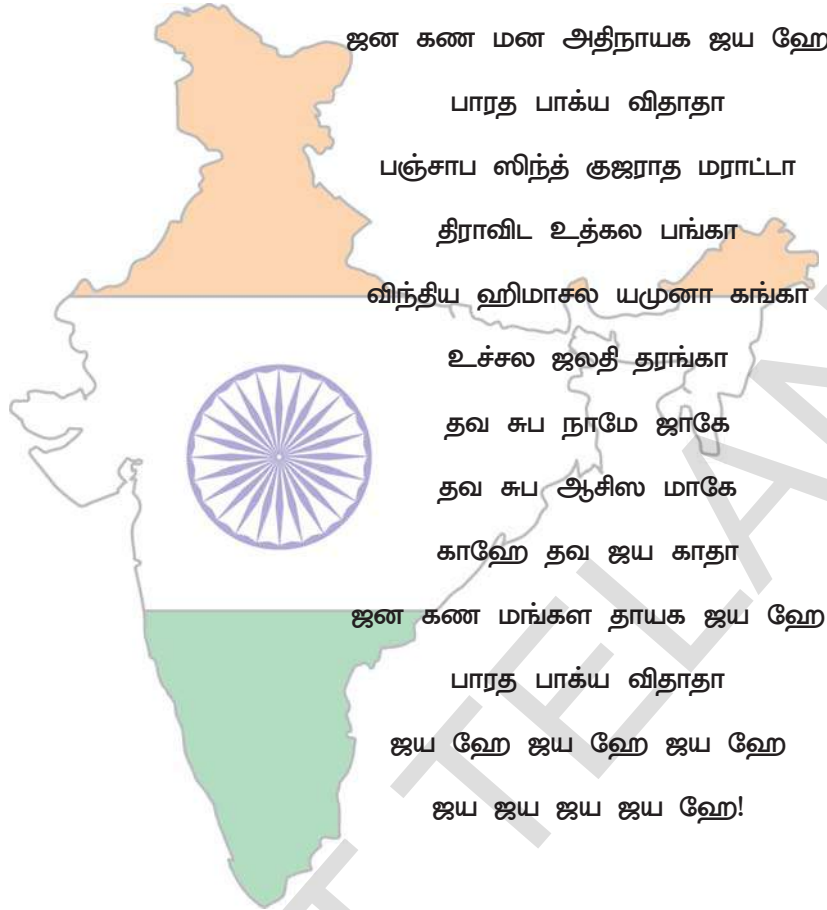 ஜன கண மன அதிநாயக ஜய ஹே
பாரத பாக்ய விதாதா
பஞ்சாப ஸிந்த் குஜராத மராட்டா
திராவிட உத்கல பங்கா
விந்திய ஹிமாசல யமுனா கங்கா
உச்சல ஜலதி தரங்கா
தவ சுப நாமே ஜாகே
தவ சுப ஆசிஸ மாகே
காஹே தவ ஜய காதா
ஜன கண மங்கள தாயக ஜய ஹே
பாரத பாக்ய விதாதா
ஜய ஹே ஜய ஹே ஜய ஹே
ஜய ஜய ஜய ஜய ஹே!